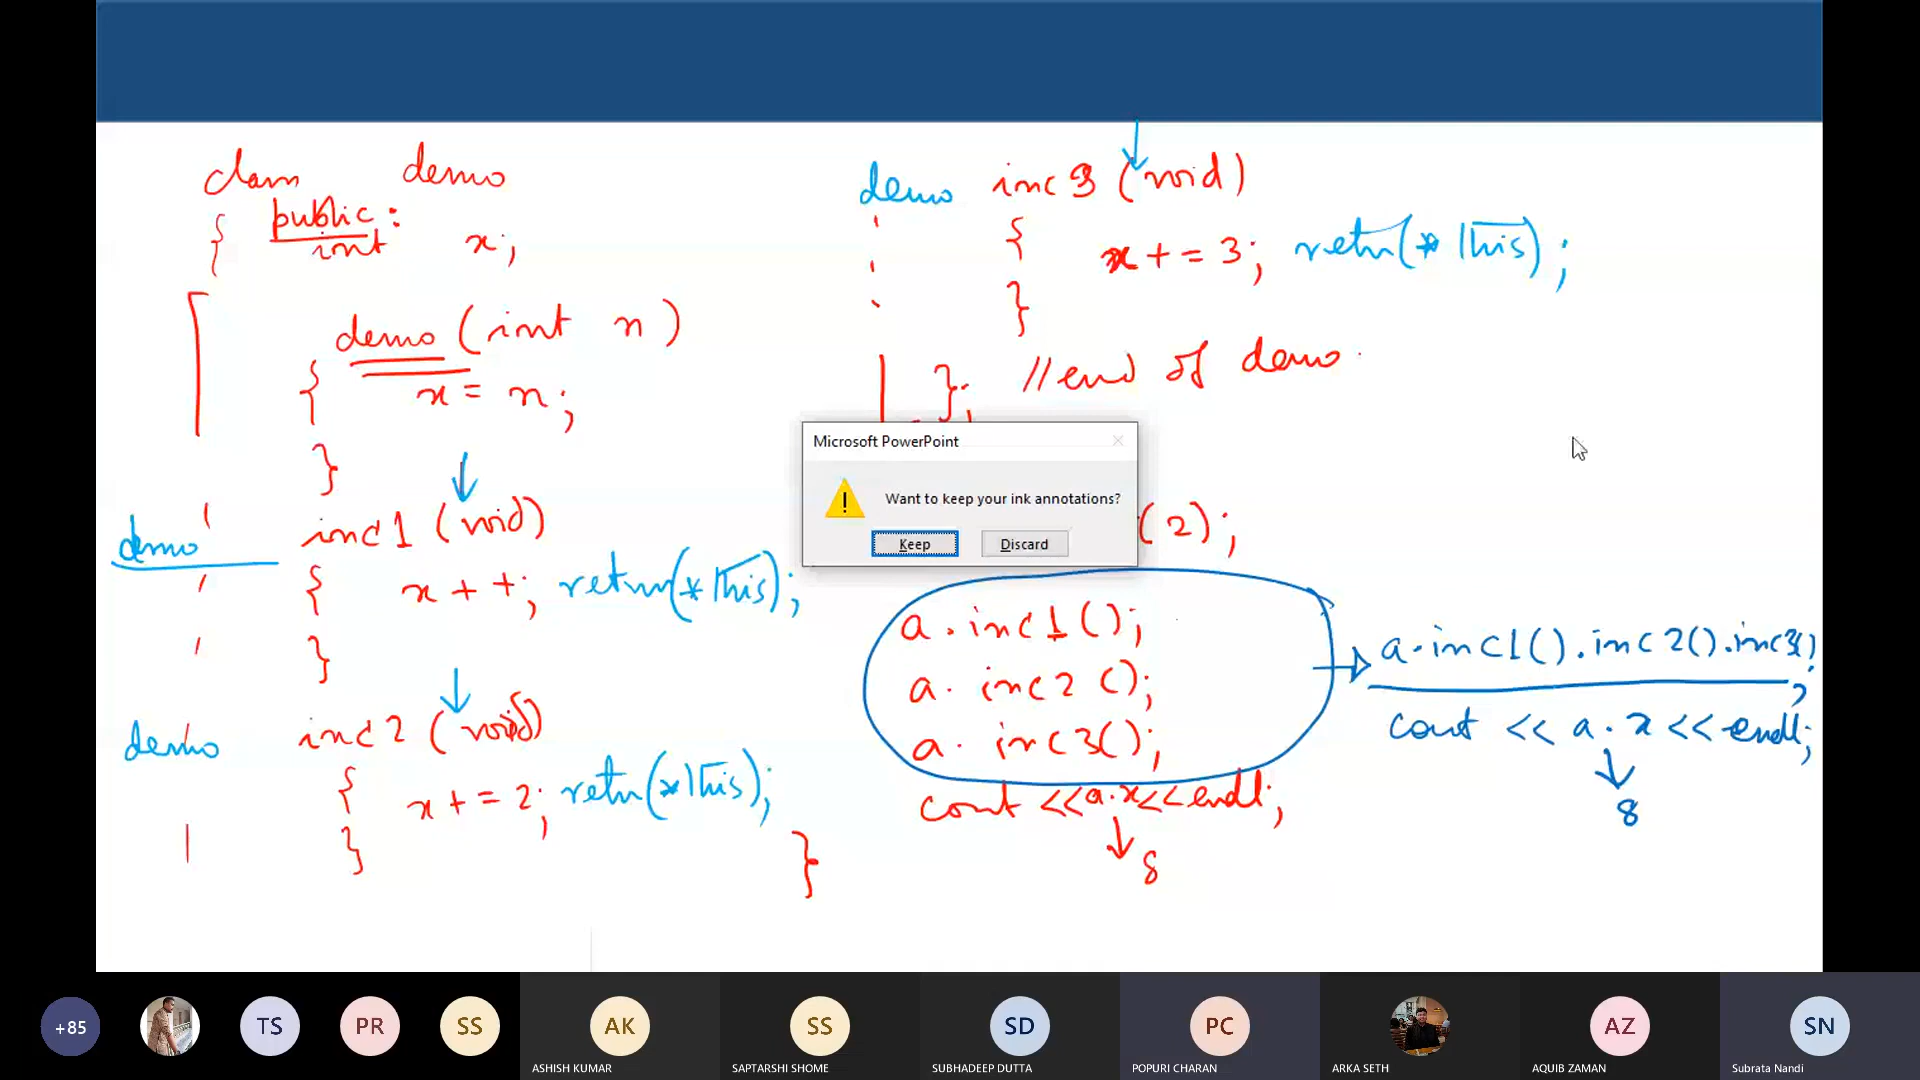 class demo
{ public:
int x;
demo (int n)
{ x = n;
}
demo inc1 (void)
{ x++; return(*this);
}
demo inc2 (void)
{ x += 2; return(*this);
}
demo inc3 (void)
{ x += 3; return(*this);
}
}; //end of demo
Microsoft PowerPoint
Want to keep your ink annotations?
Keep Discard
(2);
a.inc1();
a.inc2();
a.inc3();
cout <<a.x<<endl;
8
}
a.inc1().inc2().inc3()
;
cout << a.x << endl;
8
+85
TS
PR
SS
AK
ASHISH KUMAR
SS
SAPTARSHI SHOME
SD
SUBHADEEP DUTTA
PC
POPURI CHARAN
ARKA SETH
AZ
AQUIB ZAMAN
SN
Subrata Nandi